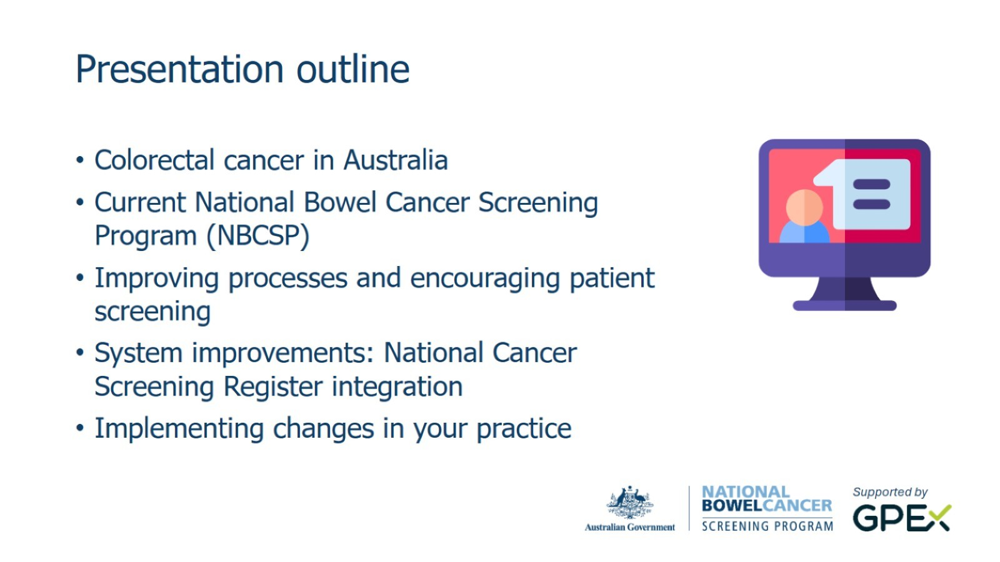 Presentation outline
• Colorectal cancer in Australia
• Current National Bowel Cancer Screening
Program (NBCSP)
• Improving processes and encouraging patient
screening
• System improvements: National Cancer
Screening Register integration
• Implementing changes in your practice
Australian Government
NATIONAL
BOWELCANCER
SCREENING PROGRAM
Supported by
GPEX